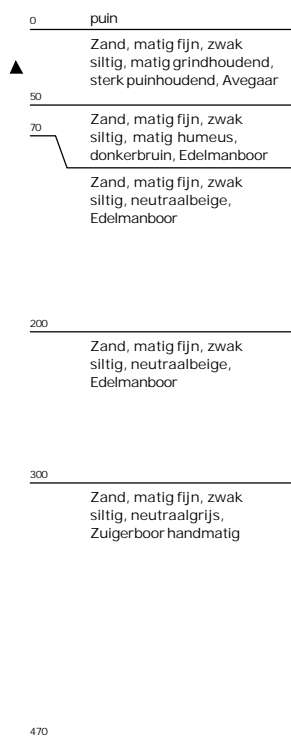 0 puin
Zand, matig fijn, zwak
siltig, matig grindhoudend,
sterk puinhoudend, Avegaar
50
Zand, matig fijn, zwak
siltig, matig humeus,
donkerbruin, Edelmanboor
70
Zand, matig fijn, zwak
siltig, neutraalbeige,
Edelmanboor
200
Zand, matig fijn, zwak
siltig, neutraalbeige,
Edelmanboor
300
Zand, matig fijn, zwak
siltig, neutraalgrijs,
Zuigerboor handmatig
470